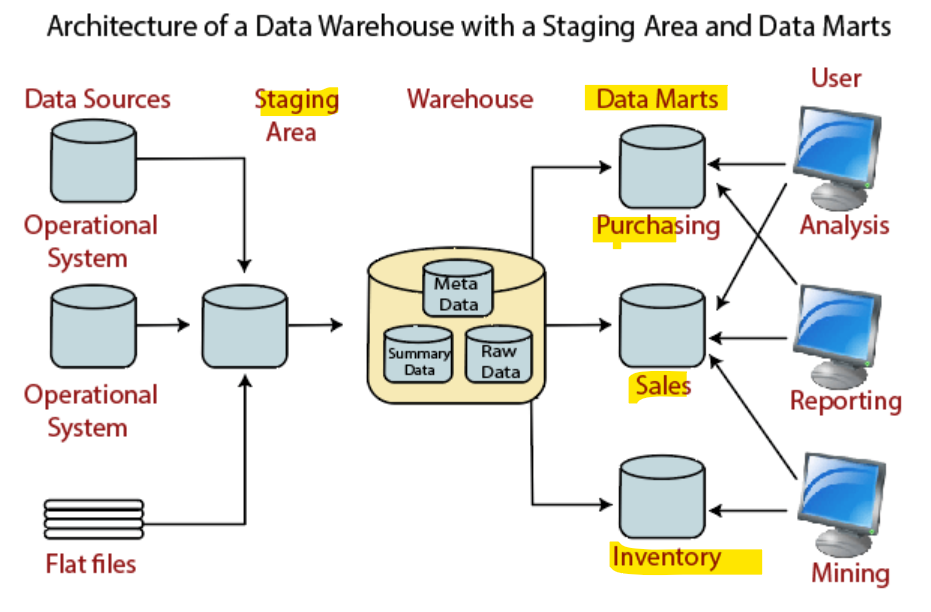 Architecture of a Data Warehouse with a Staging Area and Data Marts
Data Sources
Staging
Area
Warehouse
Data Marts
User
Operational
System
Purchasing
Analysis
Meta
Data
Summary
Data
Raw
Data
Operational
System
Sales
Reporting
Flat files
Inventory
Mining